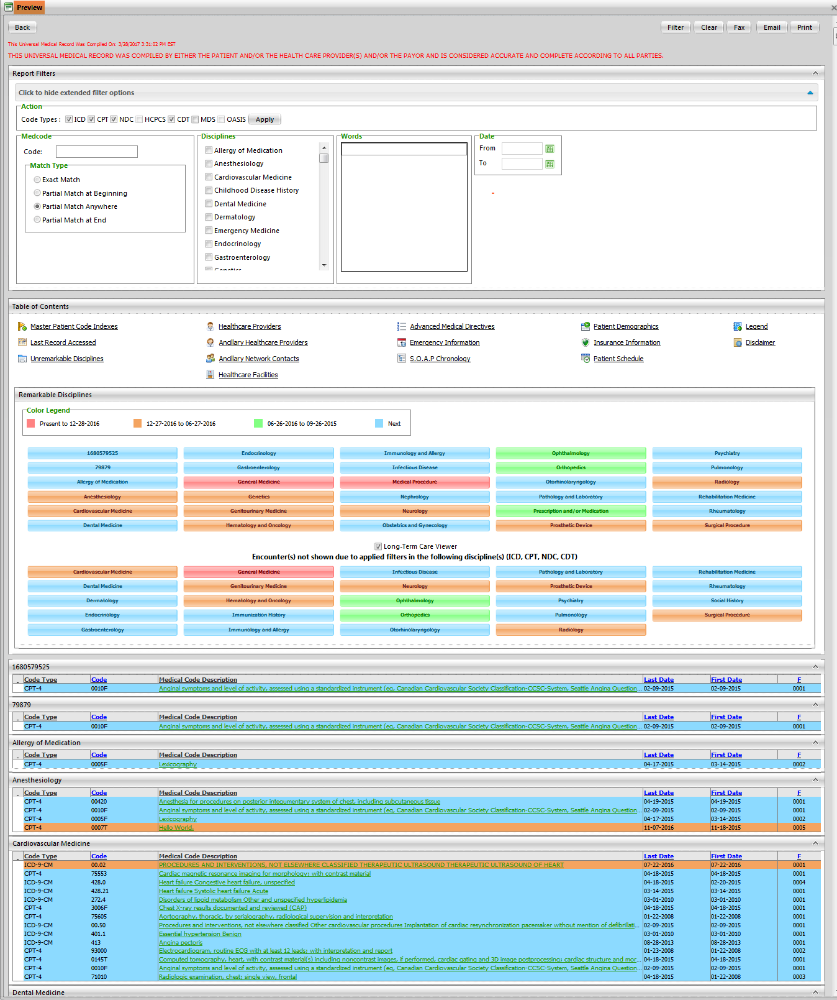 Preview
Back Filter Clear Fax Email Print
This Universal Medical Record Was Compiled On: 3/28/2017 3:31:02 PM EST
THIS UNIVERSAL MEDICAL RECORD WAS COMPILED BY EITHER THE PATIENT AND/OR THE HEALTH CARE PROVIDER(S) AND/OR THE PAYOR AND IS CONSIDERED ACCURATE AND COMPLETE ACCORDING TO ALL PARTIES.
Report Filters
Click to hide extended filter options
Action
Code Types : ICD CPT NDC HCPCS CDT MDS OASIS Apply
Medcode
Code:
Match Type
Exact Match
Partial Match at Beginning
Partial Match Anywhere
Partial Match at End
Disciplines
Allergy of Medication
Anesthesiology
Cardiovascular Medicine
Childhood Disease History
Dental Medicine
Dermatology
Emergency Medicine
Endocrinology
Gastroenterology
Genetics
Words
Date
From
To
-
Table of Contents
Master Patient Code Indexes Healthcare Providers Advanced Medical Directives Patient Demographics Legend
Last Record Accessed Ancillary Healthcare Providers Emergency Information Insurance Information Disclaimer
Unremarkable Disciplines Ancillary Network Contacts S.O.A.P Chronology Patient Schedule
Healthcare Facilities
Remarkable Disciplines
Color Legend
Present to 12-28-2016 12-27-2016 to 06-27-2016 06-26-2016 to 09-26-2015 Next
1680579525 Endocrinology Immunology and Allergy Ophthalmology Psychiatry
79879 Gastroenterology Infectious Disease Orthopedics Pulmonology
Allergy of Medication General Medicine Medical Procedure Otorhinolaryngology Radiology
Anesthesiology Genetics Nephrology Pathology and Laboratory Rehabilitation Medicine
Cardiovascular Medicine Genitourinary Medicine Neurology Prescription and/or Medication Rheumatology
Dental Medicine Hematology and Oncology Obstetrics and Gynecology Prosthetic Device Surgical Procedure
Long-Term Care Viewer
Encounter(s) not shown due to applied filters in the following discipline(s) (ICD, CPT, NDC, CDT)
Cardiovascular Medicine General Medicine Infectious Disease Pathology and Laboratory Rehabilitation Medicine
Dental Medicine Genitourinary Medicine Neurology Prosthetic Device Rheumatology
Dermatology Hematology and Oncology Ophthalmology Psychiatry Social History
Endocrinology Immunization History Orthopedics Pulmonology Surgical Procedure
Gastroenterology Immunology and Allergy Otorhinolaryngology Radiology
1680579525
Code Type Code Medical Code Description Last Date First Date F
CPT-4 0010F Anginal symptoms and level of activity, assessed using a standardized instrument (eg, Canadian Cardiovascular Society Classification-CCSC-System, Seattle Angina Question... 02-09-2015 02-09-2015 0001
79879
Code Type Code Medical Code Description Last Date First Date F
CPT-4 0010F Anginal symptoms and level of activity, assessed using a standardized instrument (eg, Canadian Cardiovascular Society Classification-CCSC-System, Seattle Angina Question... 02-09-2015 02-09-2015 0001
Allergy of Medication
Code Type Code Medical Code Description Last Date First Date F
CPT-4 0005F Lexicography 04-17-2015 03-14-2015 0002
Anesthesiology
Code Type Code Medical Code Description Last Date First Date F
CPT-4 00420 Anesthesia for procedures on posterior integumentary system of chest, including subcutaneous tissue 04-19-2015 04-19-2015 0001
CPT-4 0010F Anginal symptoms and level of activity, assessed using a standardized instrument (eg, Canadian Cardiovascular Society Classification-CCSC-System, Seattle Angina Question... 02-09-2015 02-09-2015 0001
CPT-4 0005F Lexicography 04-17-2015 03-14-2015 0002
CPT-4 0007T Hello World. 11-07-2016 11-18-2015 0005
Cardiovascular Medicine
Code Type Code Medical Code Description Last Date First Date F
ICD-9-CM 00.02 PROCEDURES AND INTERVENTIONS, NOT ELSEWHERE CLASSIFIED THERAPEUTIC ULTRASOUND THERAPEUTIC ULTRASOUND OF HEART 07-22-2016 07-22-2016 0001
CPT-4 75553 Cardiac magnetic resonance imaging for morphology; with contrast material 04-18-2015 04-18-2015 0001
ICD-9-CM 428.0 Heart failure Congestive heart failure, unspecified 04-18-2015 02-20-2015 0004
ICD-9-CM 428.21 Heart failure Systolic heart failure Acute 03-14-2015 03-14-2015 0001
ICD-9-CM 272.4 Disorders of lipoid metabolism Other and unspecified hyperlipidemia 03-01-2010 03-01-2010 0001
CPT-4 3006F Chest X-ray results documented and reviewed (CAP) 04-18-2015 04-18-2015 0001
CPT-4 75605 Aortography, thoracic, by serialography, radiological supervision and interpretation 01-22-2008 01-22-2008 0001
ICD-9-CM 00.50 Procedures and interventions, not elsewhere classified Other cardiovascular procedures Implantation of cardiac resynchronization pacemaker without mention of defibrillati... 02-09-2015 02-09-2015 0001
ICD-9-CM 401.1 Essential hypertension Benign 03-01-2010 03-01-2010 0001
ICD-9-CM 413 Angina pectoris 08-28-2013 08-28-2013 0001
CPT-4 93000 Electrocardiogram, routine ECG with at least 12 leads; with interpretation and report 01-23-2008 01-22-2008 0002
CPT-4 0145T Computed tomography, heart, with contrast material(s) including noncontrast images, if performed, cardiac gating and 3D image postprocessing; cardiac structure and mor... 04-18-2015 04-18-2015 0001
CPT-4 0010F Anginal symptoms and level of activity, assessed using a standardized instrument (eg, Canadian Cardiovascular Society Classification-CCSC-System, Seattle Angina Question... 02-09-2015 02-09-2015 0001
CPT-4 71010 Radiologic examination, chest; single view, frontal 04-18-2015 01-22-2008 0003
Dental Medicine